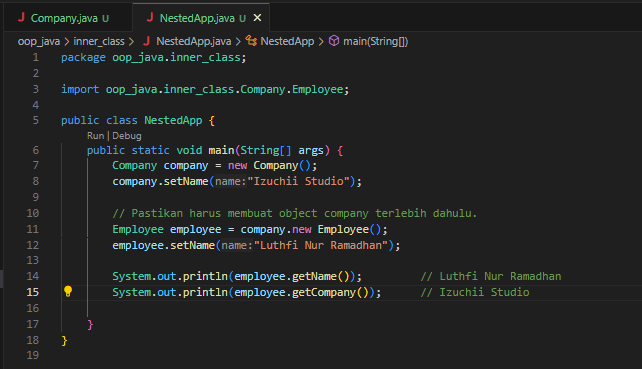 Company.java U NestedApp.java U ×
oop_java > inner_class > NestedApp.java > NestedApp > main(String[])
1 package oop_java.inner_class;
2
3 import oop_java.inner_class.Company.Employee;
4
5 public class NestedApp {
Run | Debug
6 public static void main(String[] args) {
7 Company company = new Company();
8 company.setName(name:"Izuchii Studio");
9
10 // Pastikan harus membuat object company terlebih dahulu.
11 Employee employee = company.new Employee();
12 employee.setName(name:"Luthfi Nur Ramadhan");
13
14 System.out.println(employee.getName()); // Luthfi Nur Ramadhan
15 System.out.println(employee.getCompany()); // Izuchii Studio
16
17 }
18 }
19